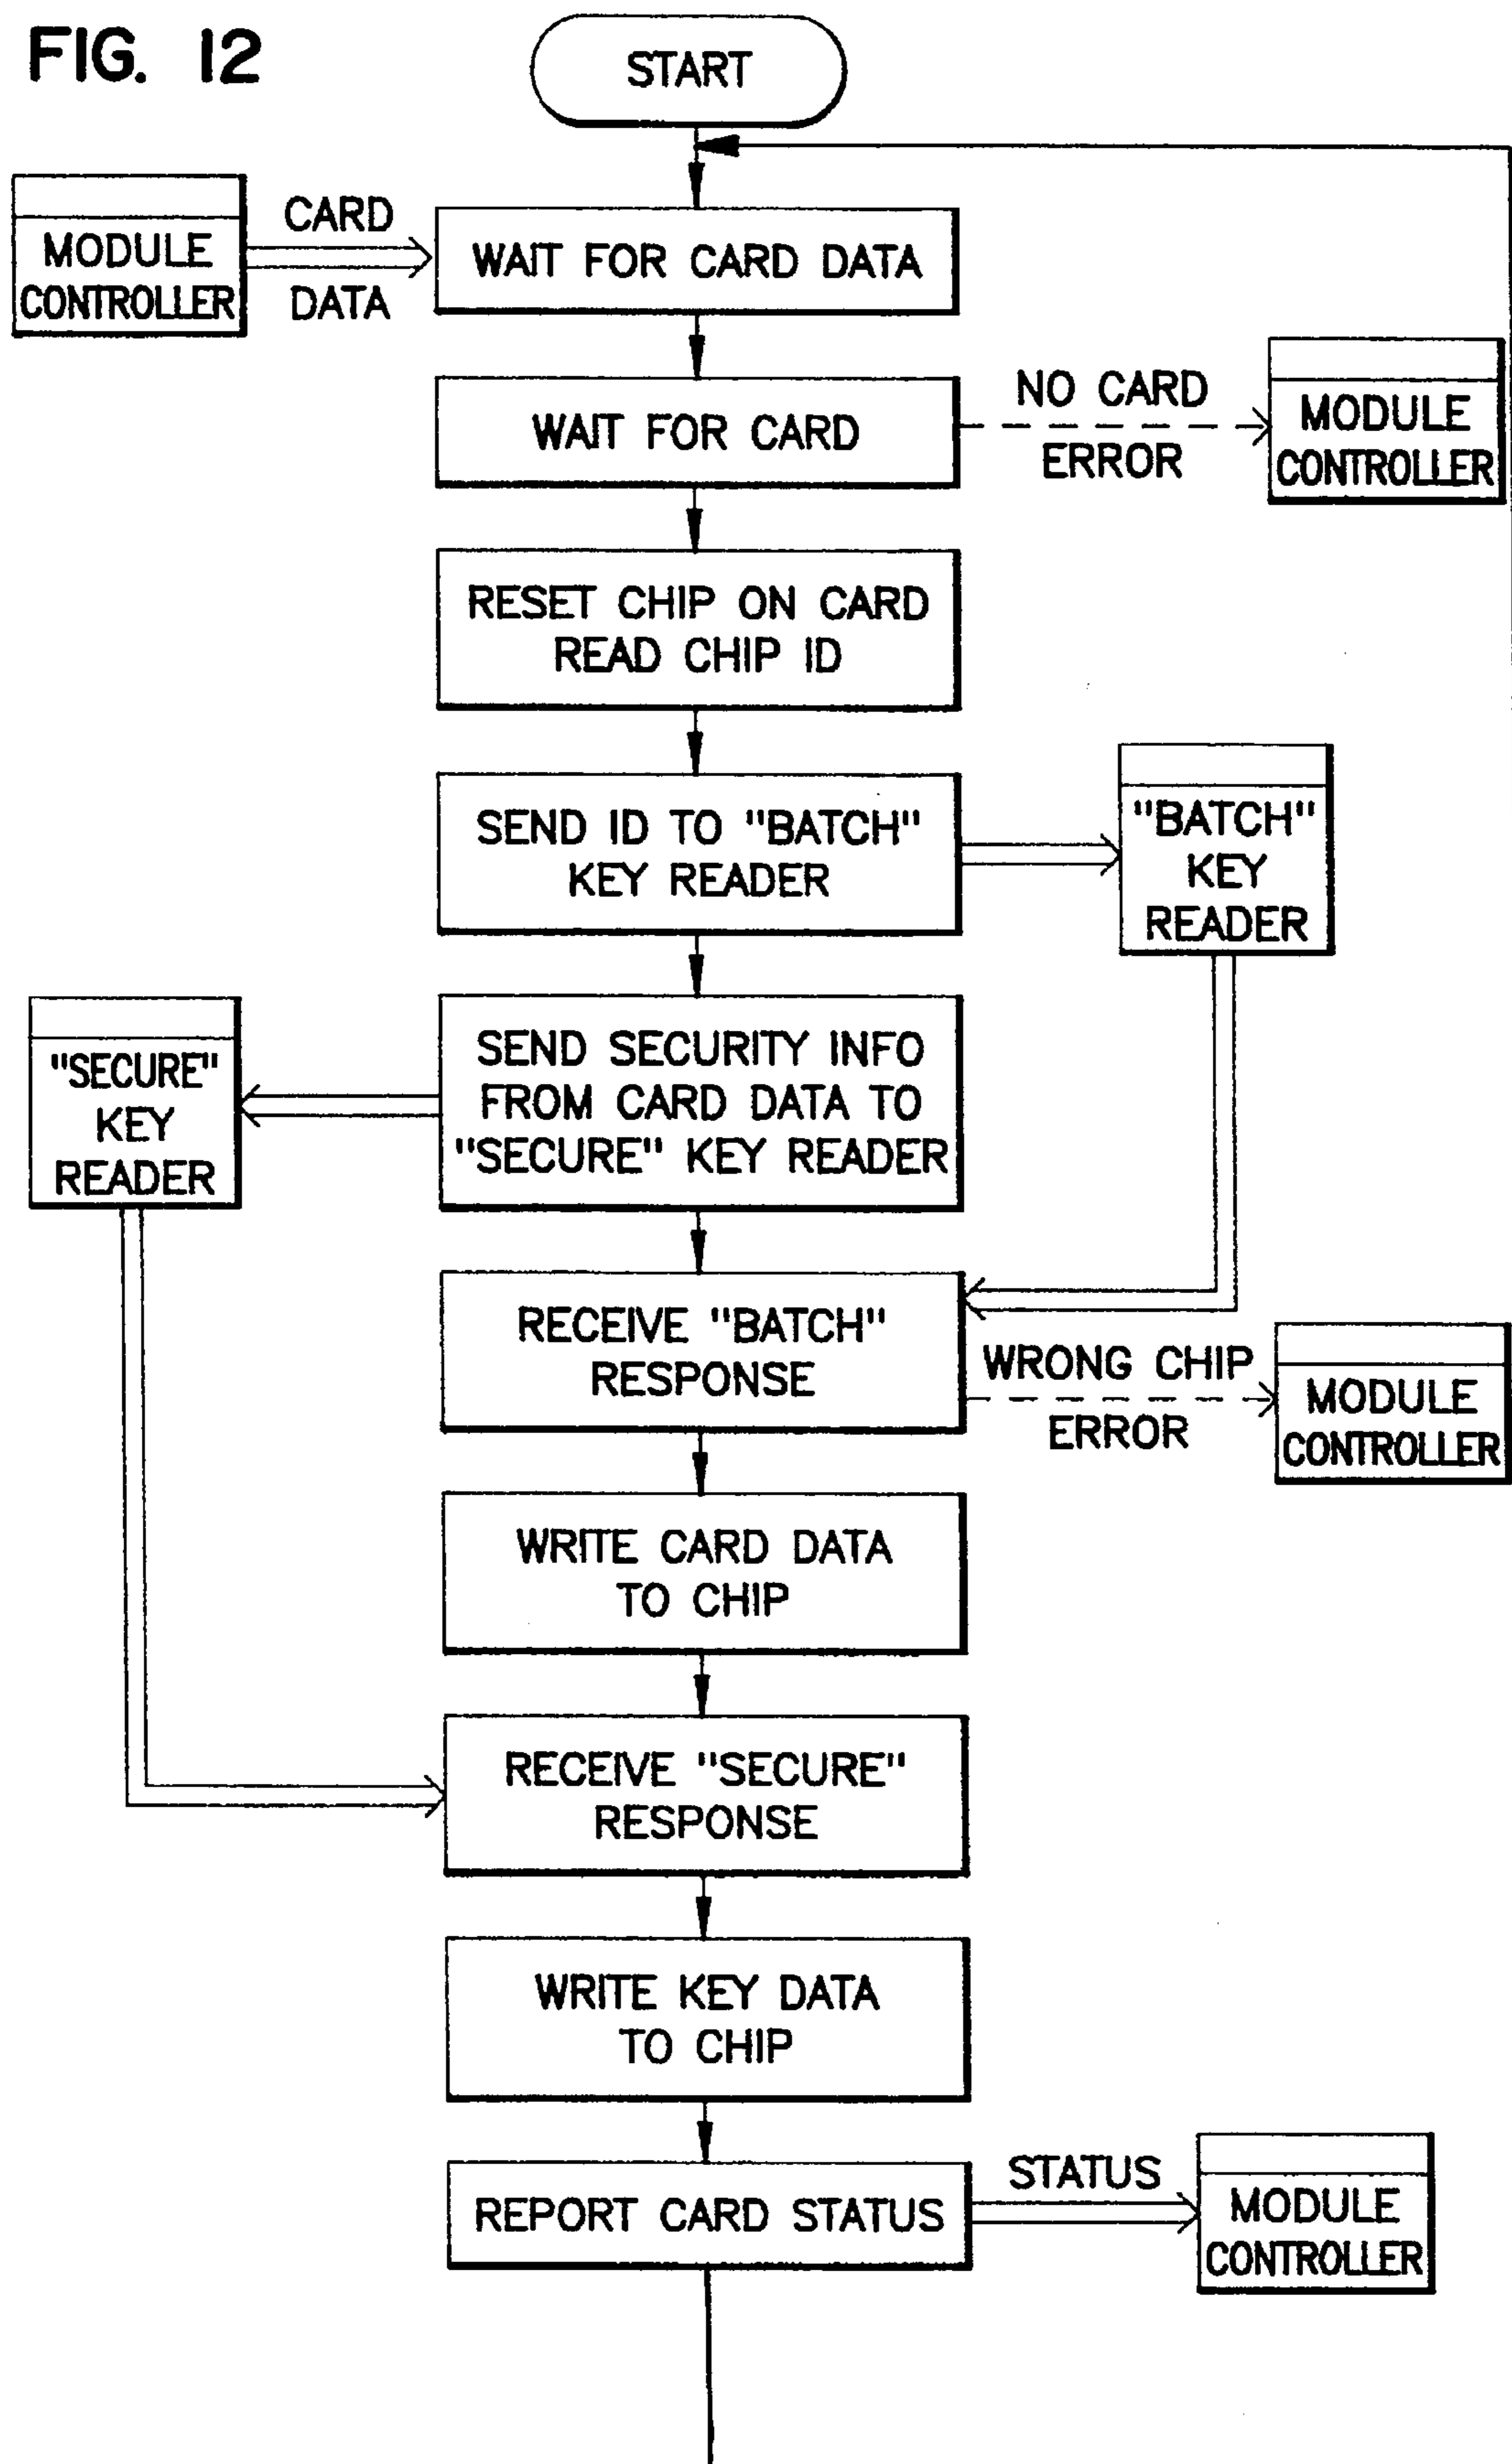 FIG. 12
START
MODULE
CONTROLLER
CARD
DATA
WAIT FOR CARD DATA
WAIT FOR CARD
NO CARD
ERROR
MODULE
CONTROLLER
RESET CHIP ON CARD
READ CHIP ID
SEND ID TO "BATCH"
KEY READER
"BATCH"
KEY
READER
"SECURE"
KEY
READER
SEND SECURITY INFO
FROM CARD DATA TO
"SECURE" KEY READER
RECEIVE "BATCH"
RESPONSE
WRONG CHIP
ERROR
MODULE
CONTROLLER
WRITE CARD DATA
TO CHIP
RECEIVE "SECURE"
RESPONSE
WRITE KEY DATA
TO CHIP
REPORT CARD STATUS
STATUS
MODULE
CONTROLLER